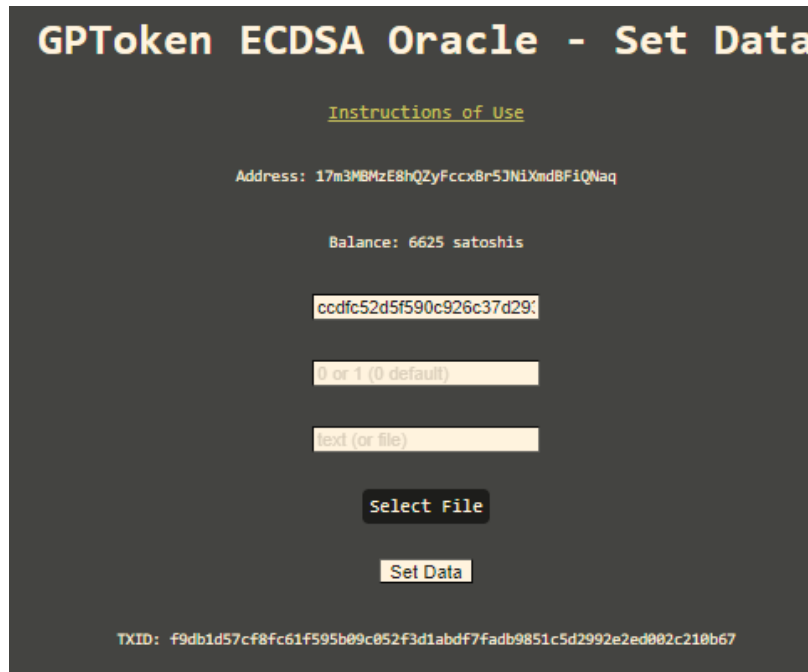 GPToken ECDSA Oracle - Set Data
Instructions of Use
Address: 17m3MBMzE8hQZyFccxBr5JNiXmdBFiQNaq
Balance: 6625 satoshis
ccdfc52d5f590c926c37d293
0 or 1 (0 default)
text (or file)
Select File
Set Data
TXID: f9db1d57cf8fc61f595b09c052f3d1abdf7fadb9851c5d2992e2ed002c210b67